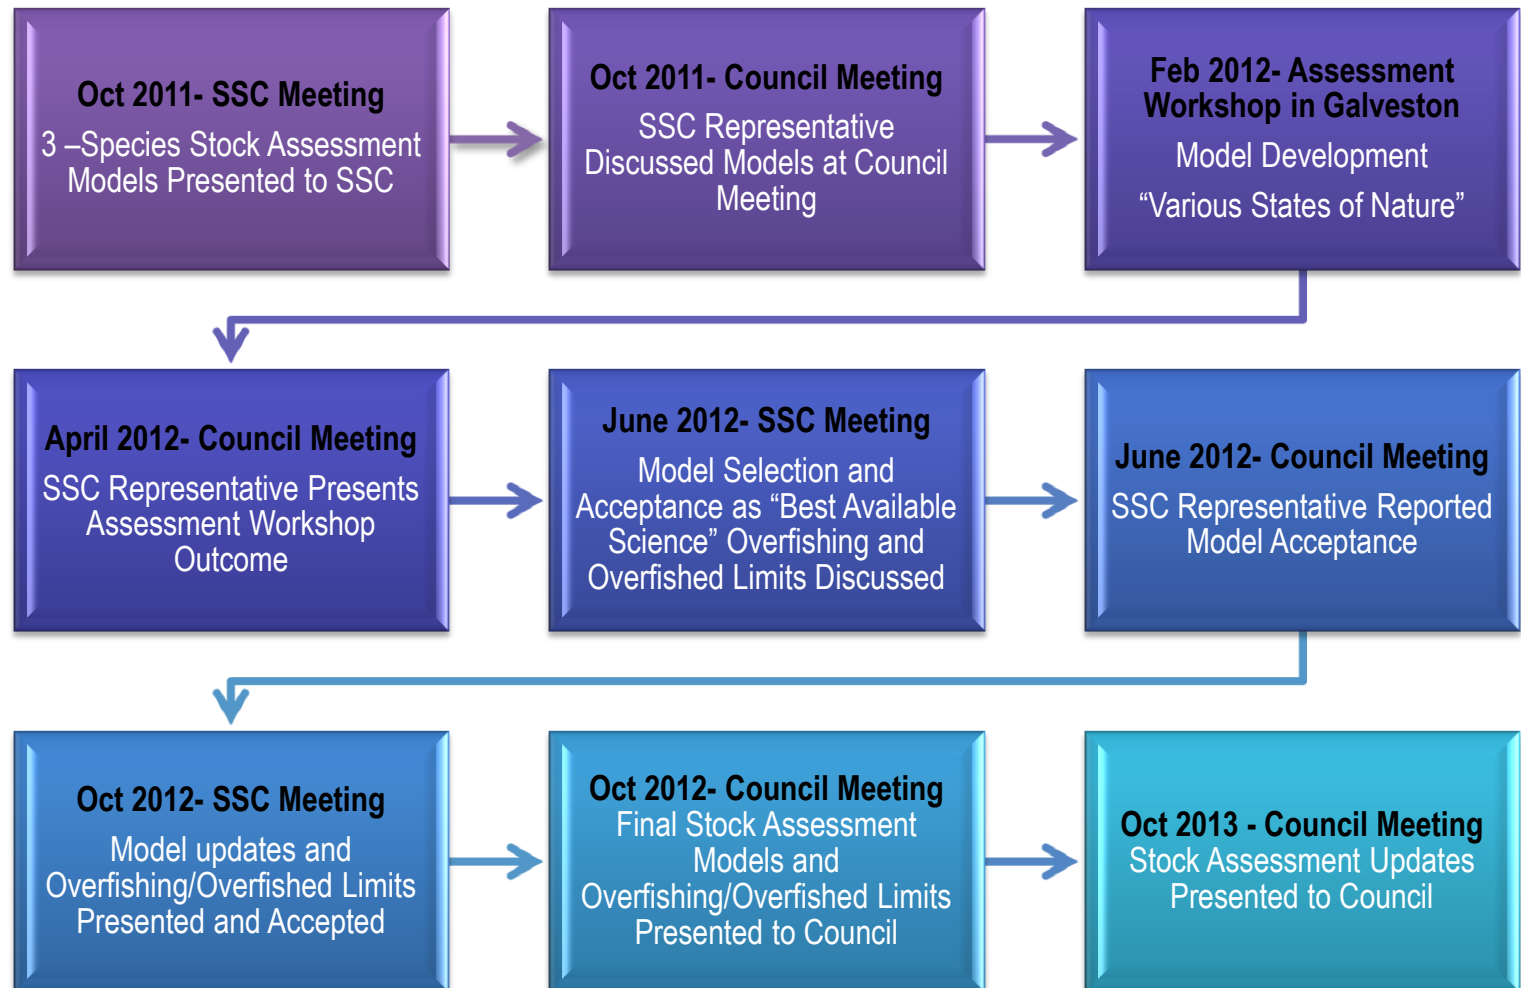 Oct 2011- SSC Meeting
3 –Species Stock Assessment
Models Presented to SSC
Oct 2011- Council Meeting
SSC Representative
Discussed Models at Council
Meeting
Feb 2012- Assessment
Workshop in Galveston
Model Development
“Various States of Nature”
April 2012- Council Meeting
SSC Representative Presents
Assessment Workshop
Outcome
June 2012- SSC Meeting
Model Selection and
Acceptance as “Best Available
Science” Overfishing and
Overfished Limits Discussed
June 2012- Council Meeting
SSC Representative Reported
Model Acceptance
Oct 2012- SSC Meeting
Model updates and
Overfishing/Overfished Limits
Presented and Accepted
Oct 2012- Council Meeting
Final Stock Assessment
Models and
Overfishing/Overfished Limits
Presented to Council
Oct 2013 - Council Meeting
Stock Assessment Updates
Presented to Council